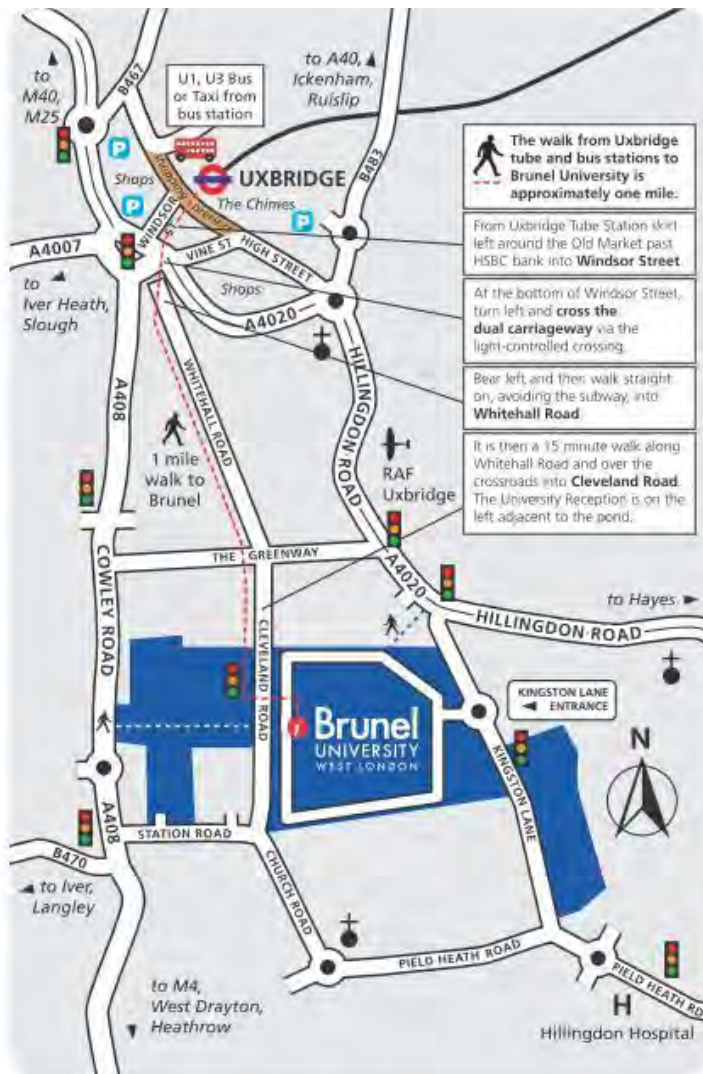 to
M40,
M25
B467
U1, U3 Bus
or Taxi from
bus station
to A40,
Ickenham,
Ruislip
B483
P
Shops
UXBRIDGE
The Chimes
P
P
WINDSOR
VINE ST
HIGH STREET
A4007
to
Iver Heath,
Slough
Shops
A4020
The walk from Uxbridge
tube and bus stations to
Brunel University is
approximately one mile.
From Uxbridge Tube Station skirt
left around the Old Market past
HSBC bank into Windsor Street.
At the bottom of Windsor Street,
turn left and cross the
dual carriageway via the
light-controlled crossing.
Bear left and then walk straight
on, avoiding the subway, into
Whitehall Road.
It is then a 15 minute walk along
Whitehall Road and over the
crossroads into Cleveland Road.
The University Reception is on the
left adjacent to the pond.
A408
WHITEHALL ROAD
HILLINGDON ROAD
1 mile
walk to
Brunel
RAF
Uxbridge
THE GREENWAY
A4020
COWLEY ROAD
CLEVELAND ROAD
to Hayes
HILLINGDON ROAD
KINGSTON LANE
ENTRANCE
Brunel
UNIVERSITY
WEST LONDON
KINGSTON LANE
N
A408
STATION ROAD
B470
to Iver,
Langley
CHURCH ROAD
PIELD HEATH ROAD
PIELD HEATH RD
to M4,
West Drayton,
Heathrow
H
Hillingdon Hospital